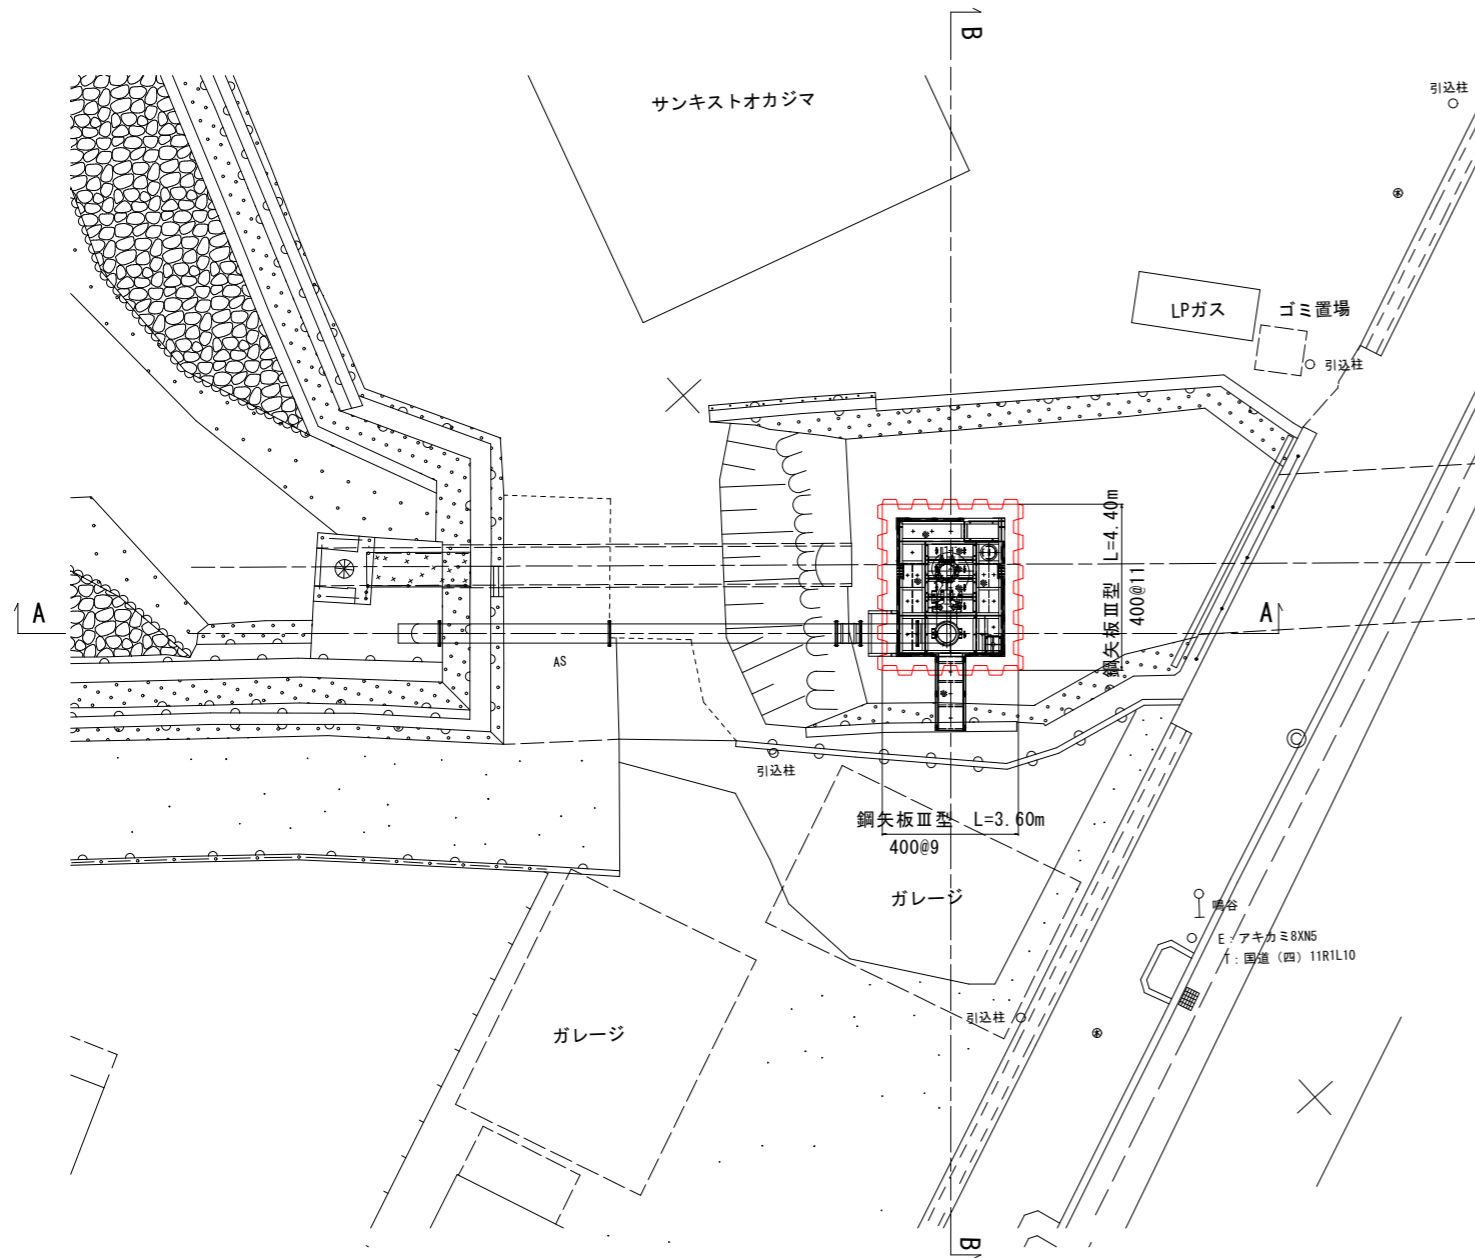 B
サンキストオカジマ
引込柱
LPガス
ゴミ置場
引込柱
鋼矢板Ⅲ型 L=4.40m
400@11
A
A
AS
引込柱
鋼矢板Ⅲ型 L=3.60m
400@9
ガレージ
鳴谷
E：アキカミ8XN5
T：国道（四）11R1L10
引込柱
ガレージ
B